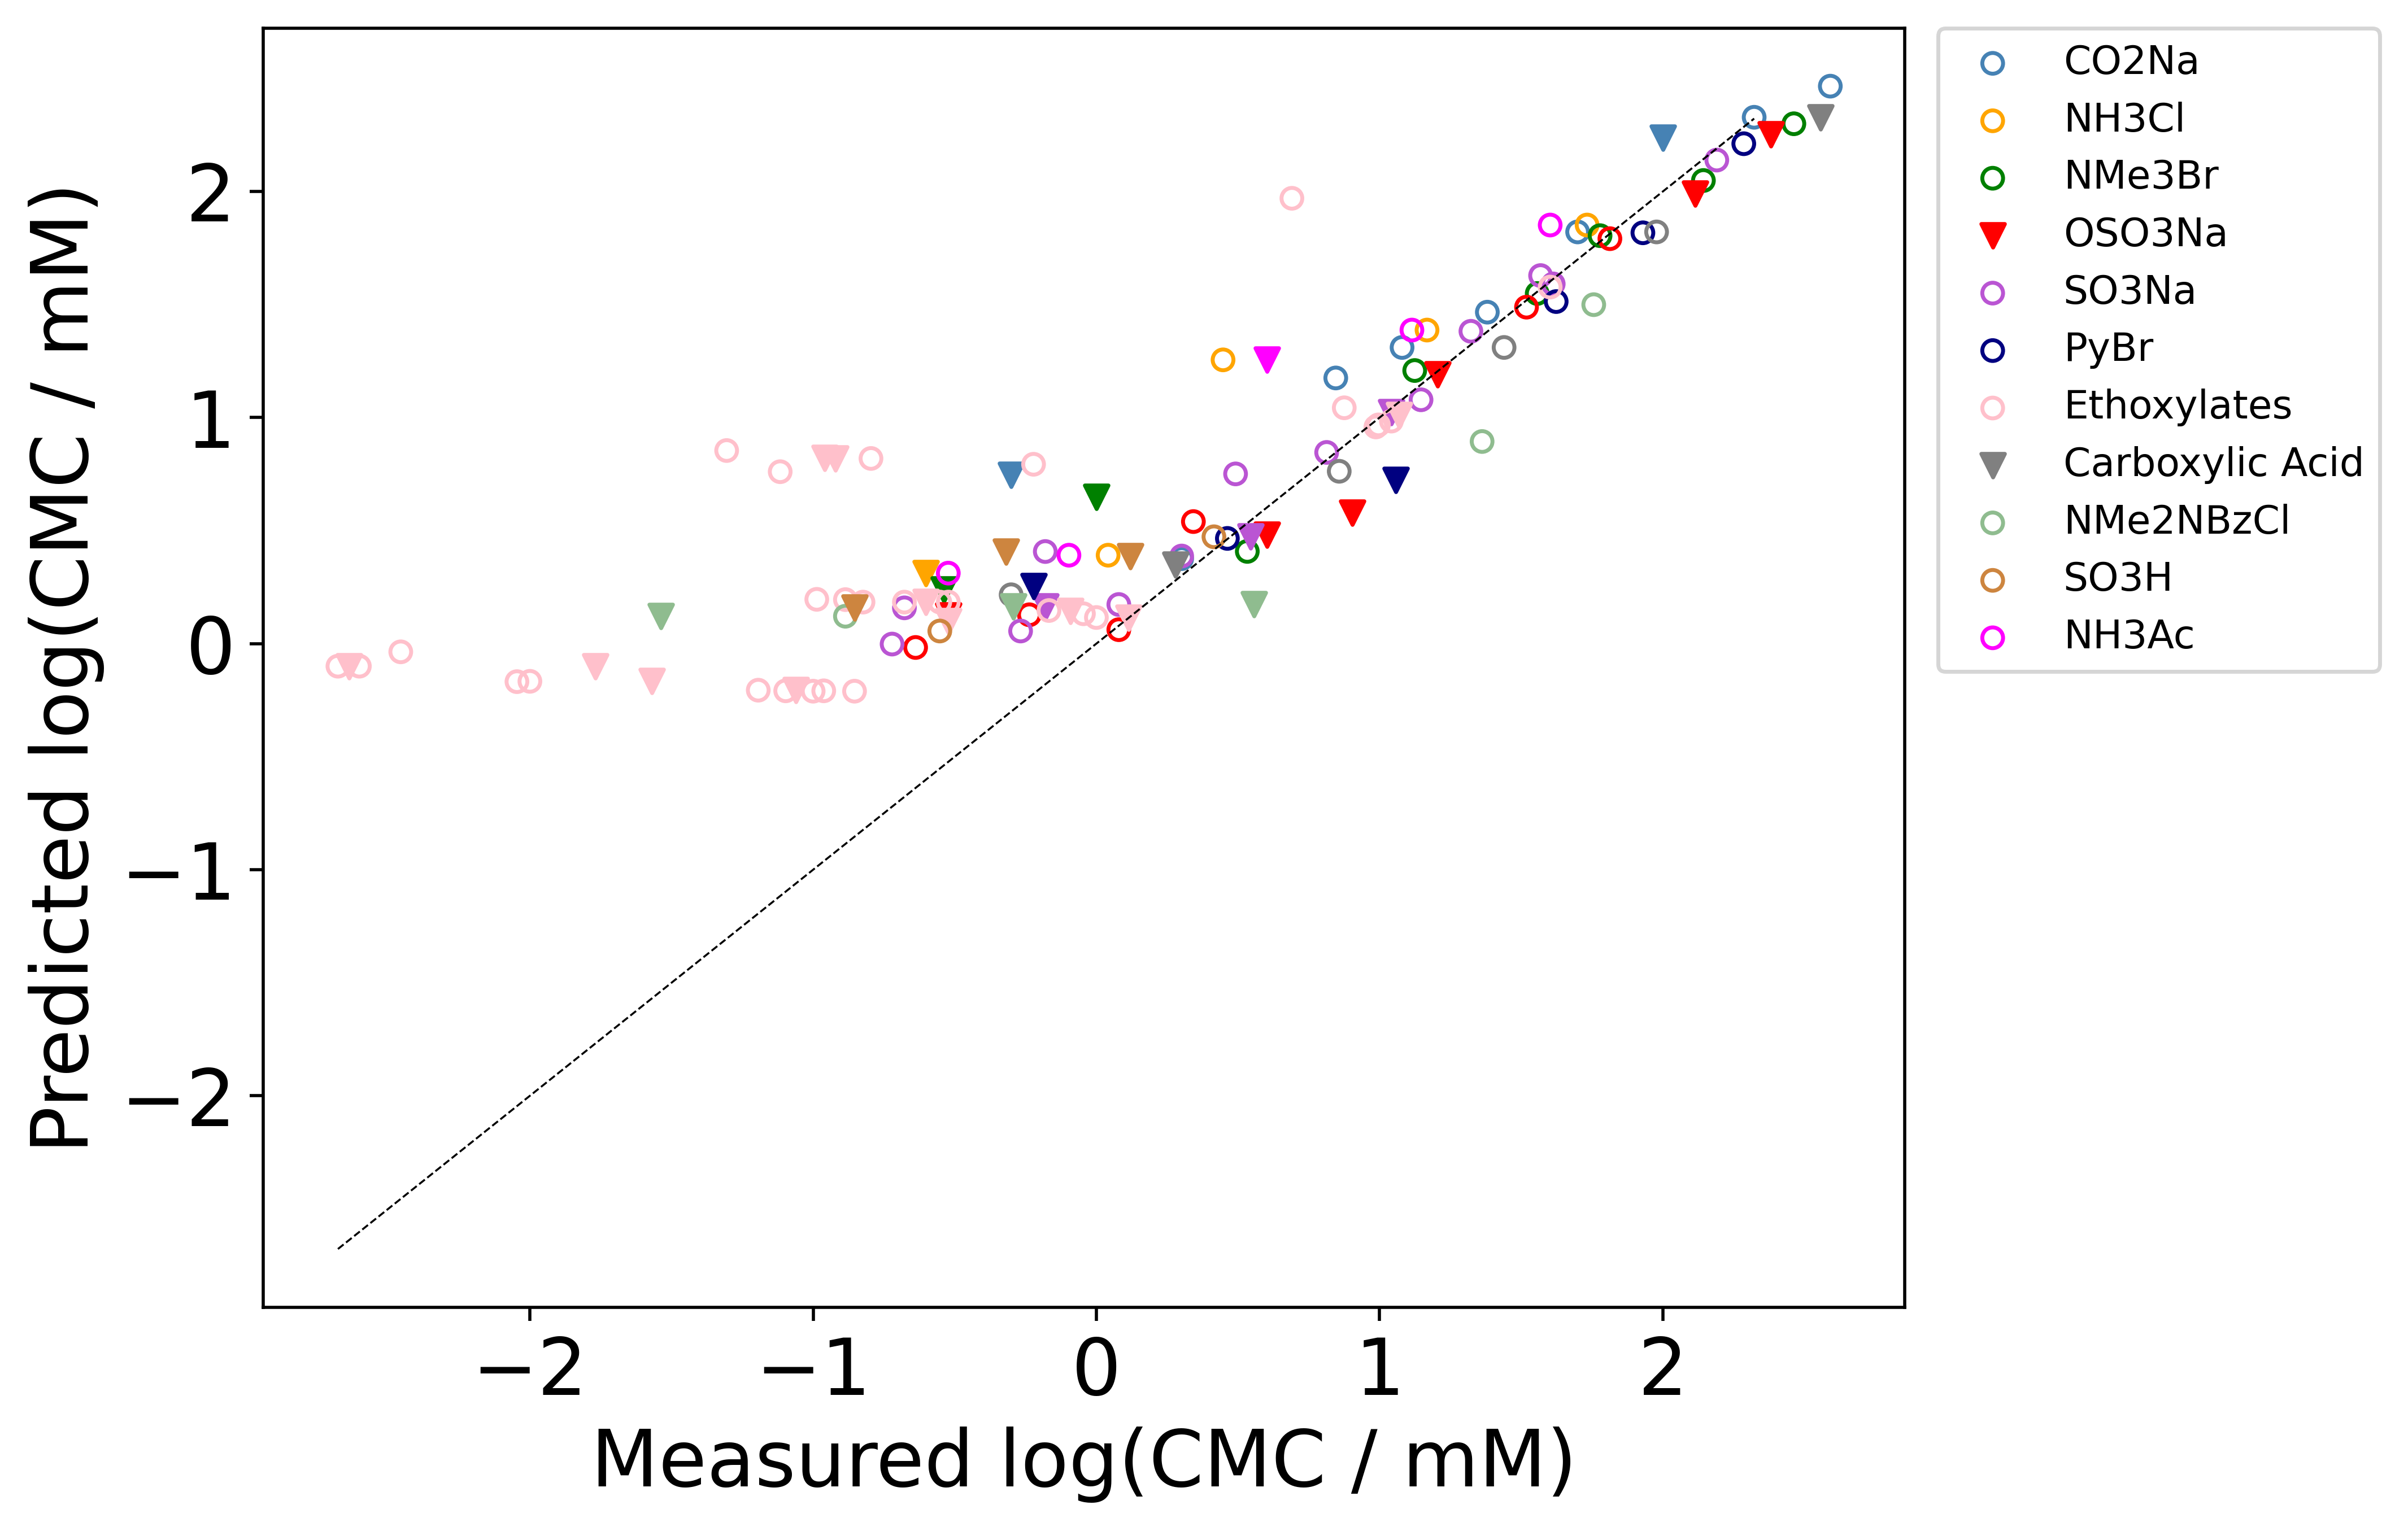 Predicted log(CMC / mM)
2
1
0
−1
−2
−2
−1
0
1
2
Measured log(CMC / mM)
CO2Na
NH3Cl
NMe3Br
OSO3Na
SO3Na
PyBr
Ethoxylates
Carboxylic Acid
NMe2NBzCl
SO3H
NH3Ac